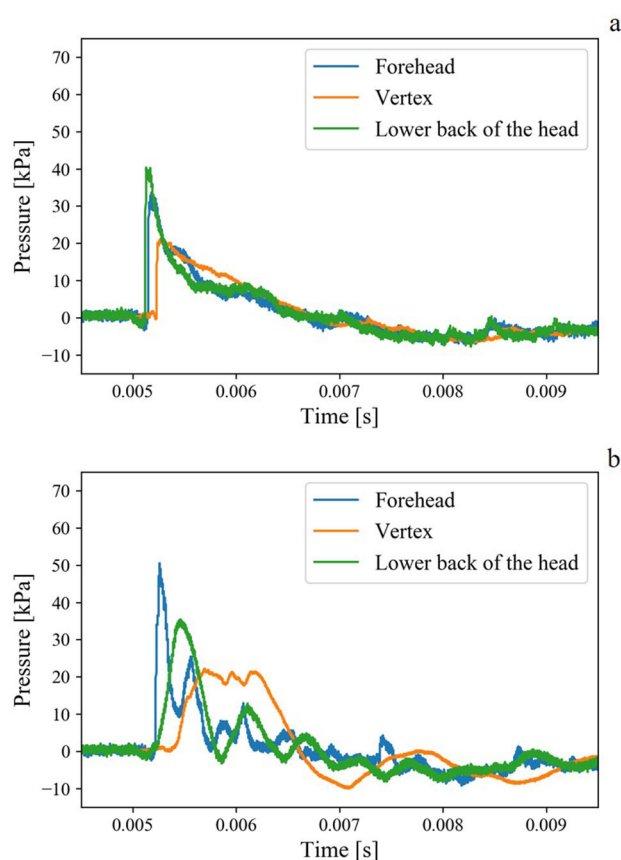 a
70
60
50
40
30
20
10
0
−10
Pressure [kPa]
Forehead
Vertex
Lower back of the head
0.005 0.006 0.007 0.008 0.009
Time [s]
b
70
60
50
40
30
20
10
0
−10
Pressure [kPa]
Forehead
Vertex
Lower back of the head
0.005 0.006 0.007 0.008 0.009
Time [s]